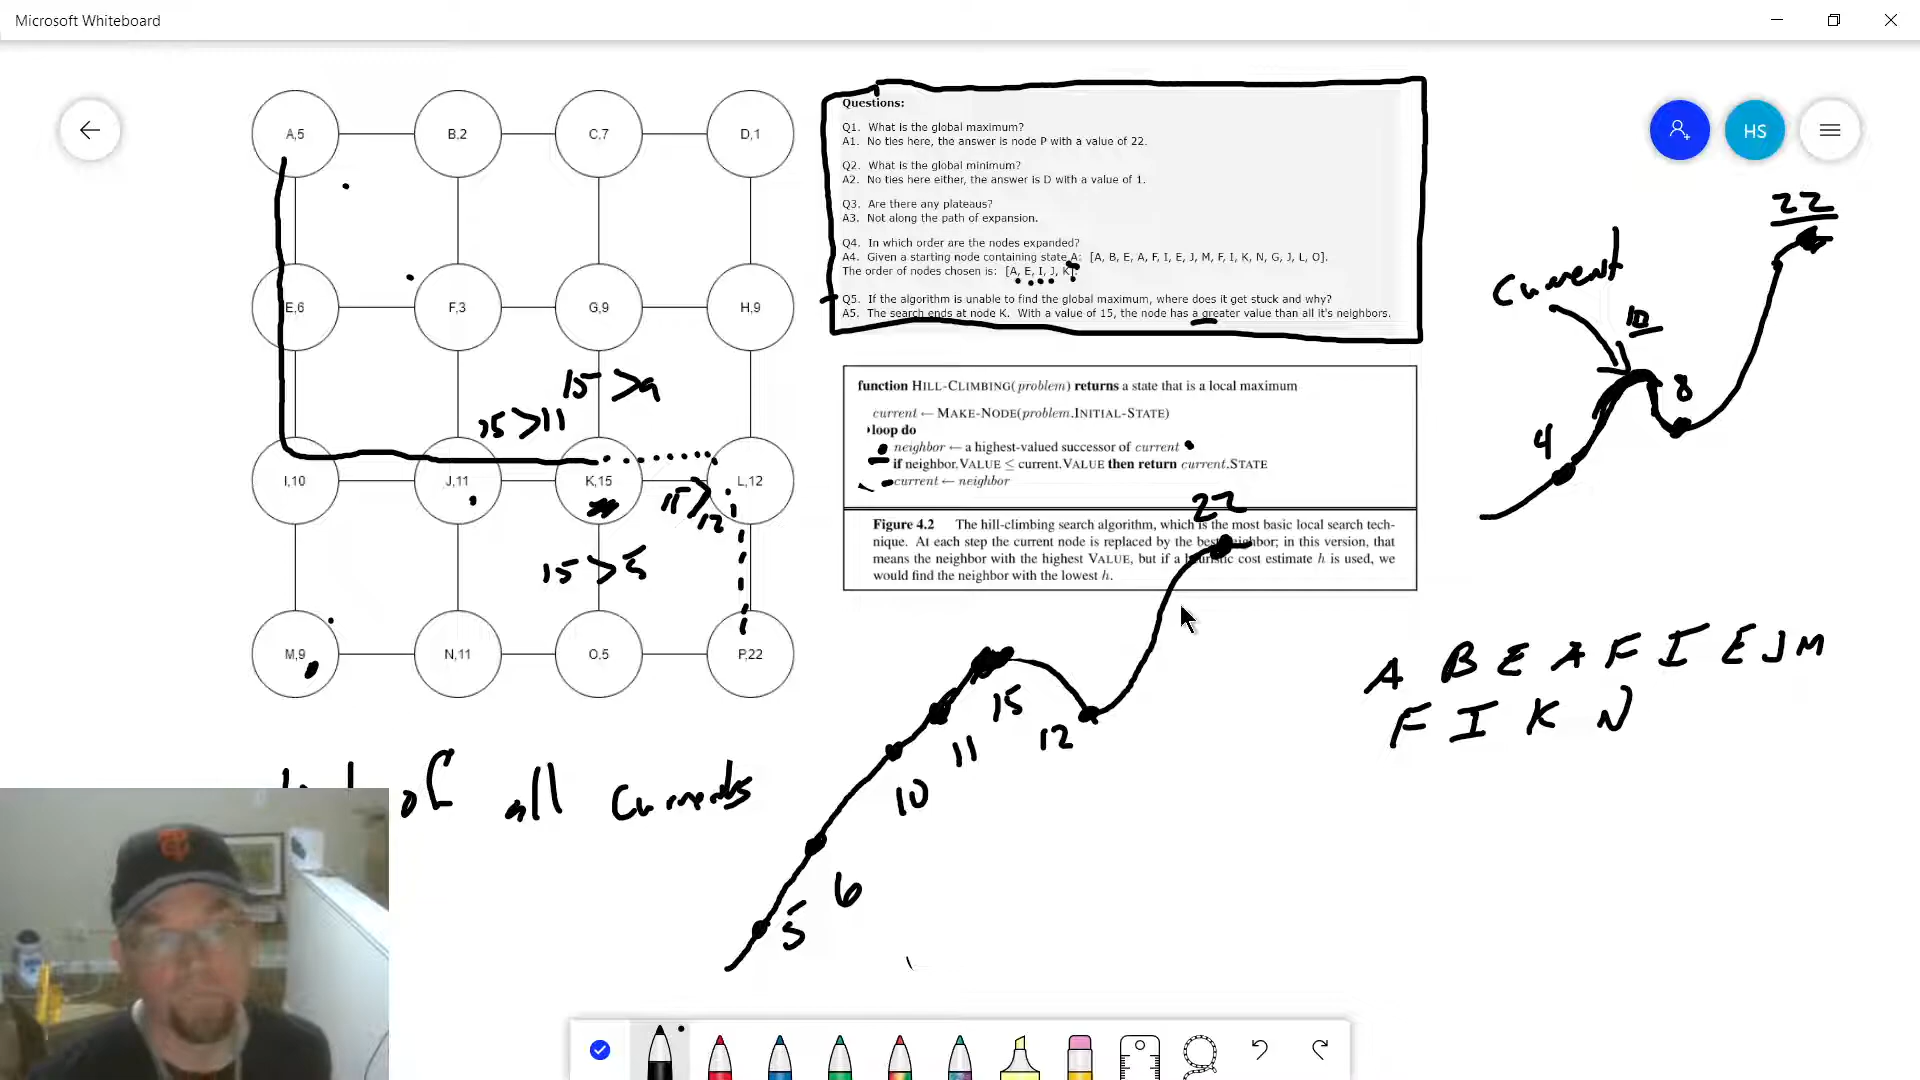 Microsoft Whiteboard
HS
A,5 B,2 C,7 D,1
E,6 F,3 G,9 H,9
15 > 9
15 > 11
I,10 J,11 K,15 L,12
15 > 12
15 > 5
M,9 N,11 O,5 P,22
of all currents
Questions:
Q1. What is the global maximum?
A1. No ties here, the answer is node P with a value of 22.
Q2. What is the global minimum?
A2. No ties here either, the answer is D with a value of 1.
Q3. Are there any plateaus?
A3. Not along the path of expansion.
Q4. In which order are the nodes expanded?
A4. Given a starting node containing state A: [A, B, E, A, F, I, E, J, M, F, I, K, N, G, J, L, O].
The order of nodes chosen is: [A, E, I, J, K].
Q5. If the algorithm is unable to find the global maximum, where does it get stuck and why?
A5. The search ends at node K. With a value of 15, the node has a greater value than all it's neighbors.
function HILL-CLIMBING(problem) returns a state that is a local maximum
current ← MAKE-NODE(problem.INITIAL-STATE)
loop do
neighbor ← a highest-valued successor of current
if neighbor.VALUE ≤ current.VALUE then return current.STATE
current ← neighbor
Figure 4.2 The hill-climbing search algorithm, which is the most basic local search tech-
nique. At each step the current node is replaced by the best neighbor; in this version, that
means the neighbor with the highest VALUE, but if a heuristic cost estimate h is used, we
would find the neighbor with the lowest h.
22
15
12
11
10
6
5
22
Current
10
8
4
A B E A F I E J M
F I K N